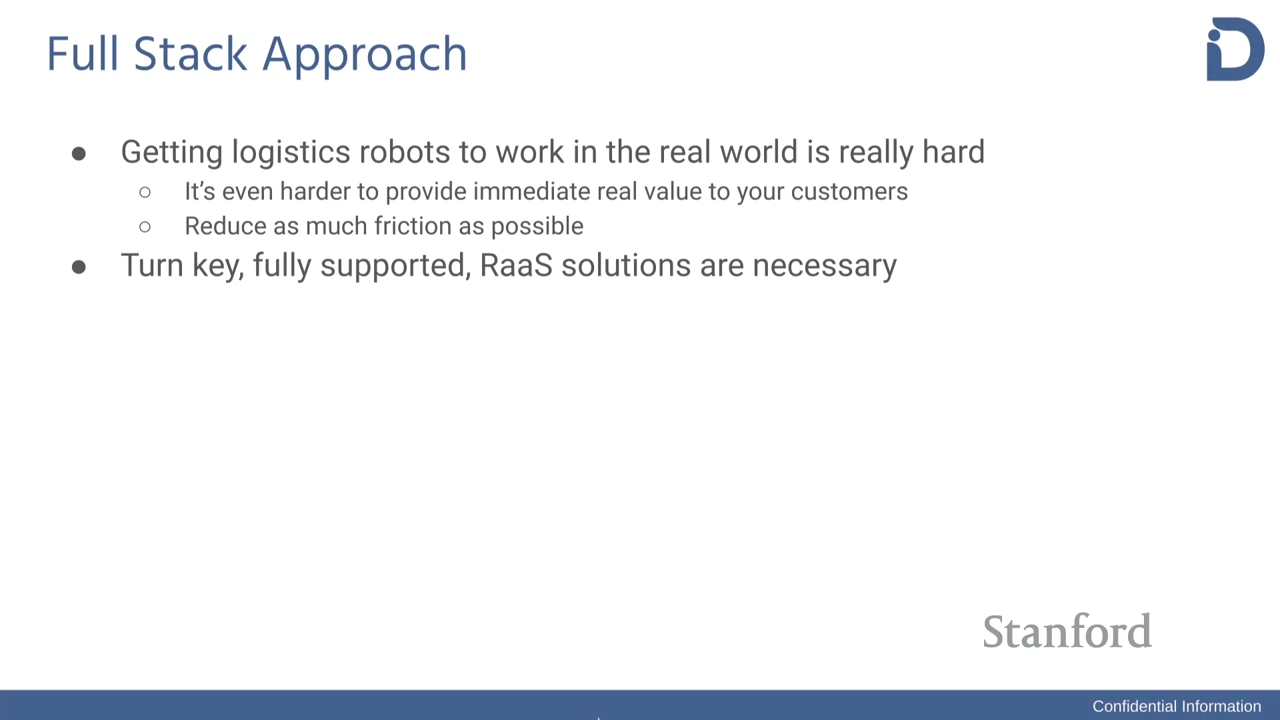 Full Stack Approach
● Getting logistics robots to work in the real world is really hard
○ It’s even harder to provide immediate real value to your customers
○ Reduce as much friction as possible
● Turn key, fully supported, RaaS solutions are necessary
Stanford
Confidential Information